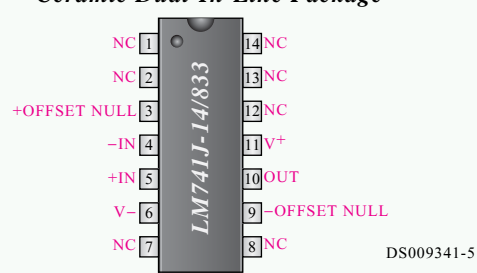 Ceramic Dual-In-Line Package
NC 1 14 NC
NC 2 13 NC
+OFFSET NULL 3 12 NC
−IN 4 11 V+
+IN 5 10 OUT
V− 6 9 −OFFSET NULL
NC 7 8 NC
LM741J-14/833
DS009341-5